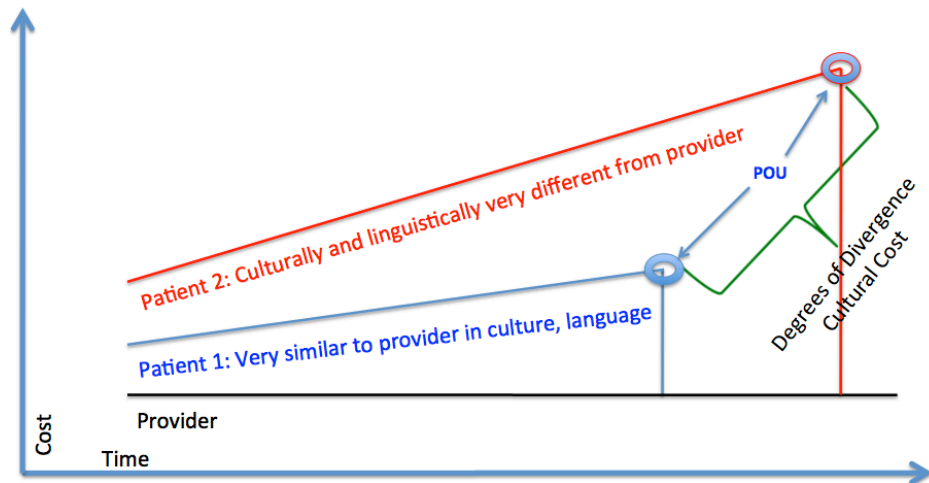 Patient 2: Culturally and linguistically very different from provider
POU
Patient 1: Very similar to provider in culture, language
Degrees of Divergence
Cultural Cost
Provider
Cost
Time